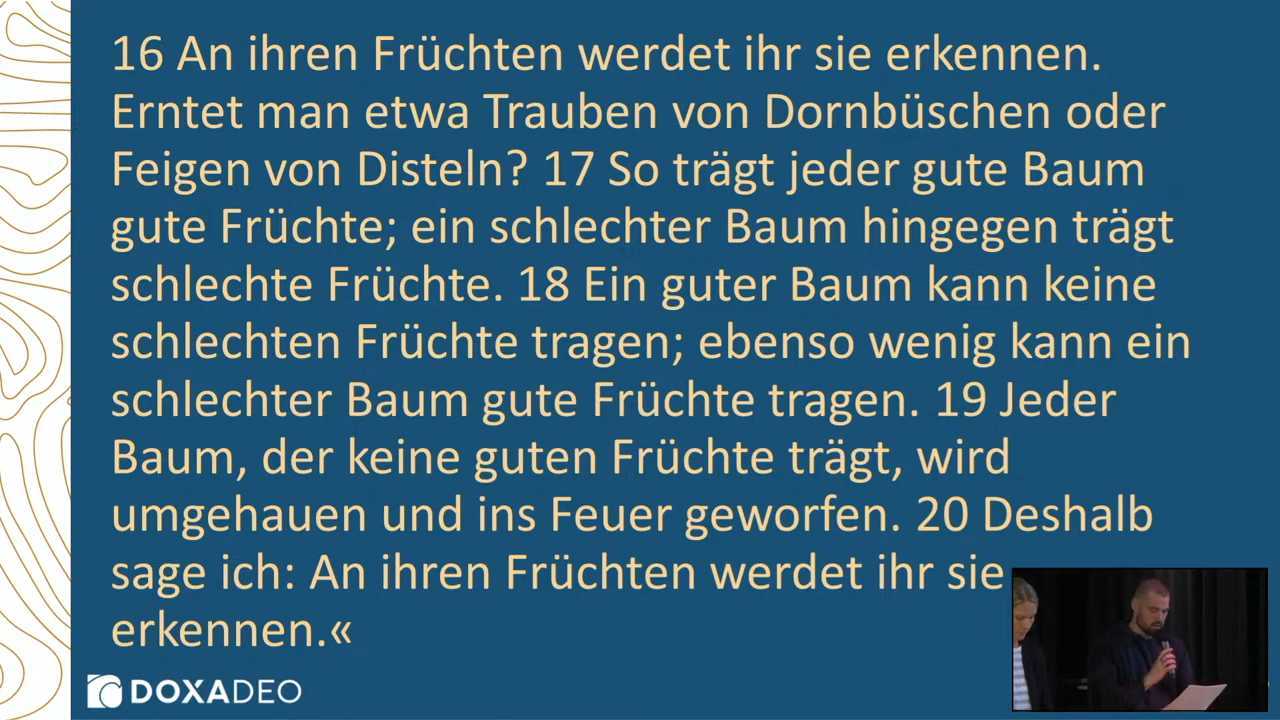 16 An ihren Früchten werdet ihr sie erkennen.
Erntet man etwa Trauben von Dornbüschen oder
Feigen von Disteln? 17 So trägt jeder gute Baum
gute Früchte; ein schlechter Baum hingegen trägt
schlechte Früchte. 18 Ein guter Baum kann keine
schlechten Früchte tragen; ebenso wenig kann ein
schlechter Baum gute Früchte tragen. 19 Jeder
Baum, der keine guten Früchte trägt, wird
umgehauen und ins Feuer geworfen. 20 Deshalb
sage ich: An ihren Früchten werdet ihr sie
erkennen.«
DOXADEO